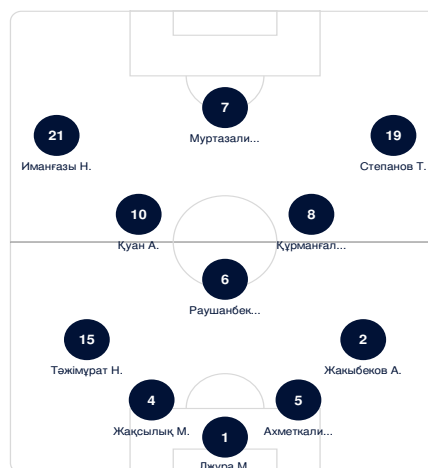 7
Муртазали...
21
Иманғазы Н.
19
Степанов Т.
10
Қуан А.
8
Құрманғал...
6
Раушанбек...
15
Тәжімұрат Н.
2
Жакыбеков А.
4
Жақсылық М.
5
Ахметкали...
1
Джура М.